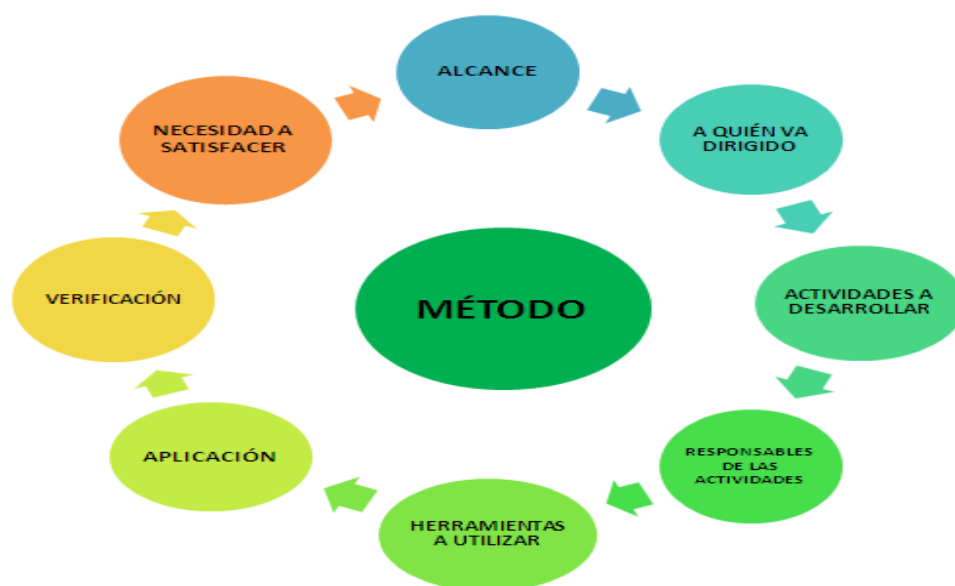 ALCANCE
A QUIÉN VA
DIRIGIDO
ACTIVIDADES A
DESARROLLAR
RESPONSABLES
DE LAS
ACTIVIDADES
HERRAMIENTAS
A UTILIZAR
APLICACIÓN
VERIFICACIÓN
NECESIDAD A
SATISFACER
MÉTODO